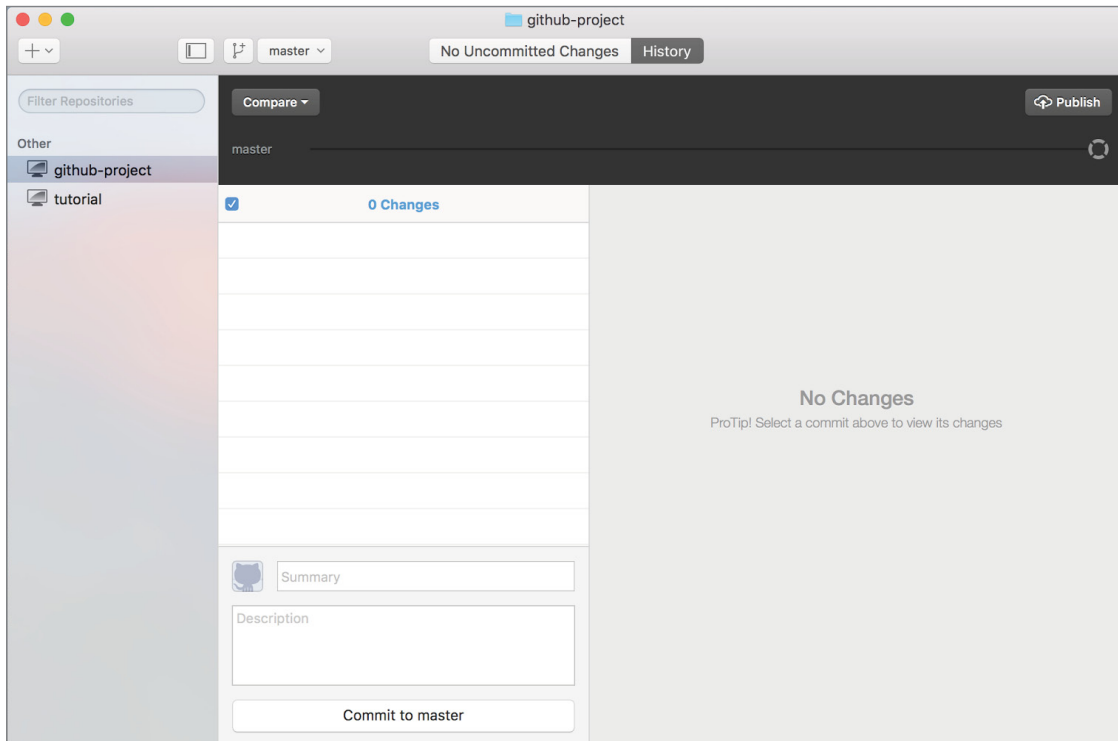 github-project
master
No Uncommitted Changes
History
Filter Repositories
Other
github-project
tutorial
Compare
Publish
master
0 Changes
No Changes
ProTip! Select a commit above to view its changes
Summary
Description
Commit to master